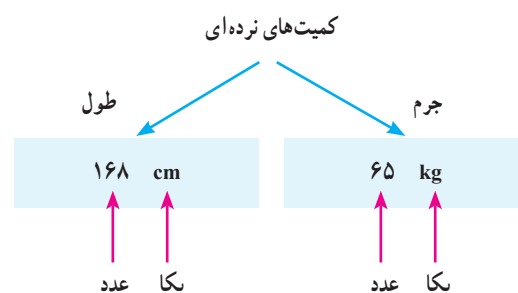 کمیت‌های نرده‌ای
جرم
طول
۶۵ kg
۱۶۸ cm
یکا عدد
یکا عدد